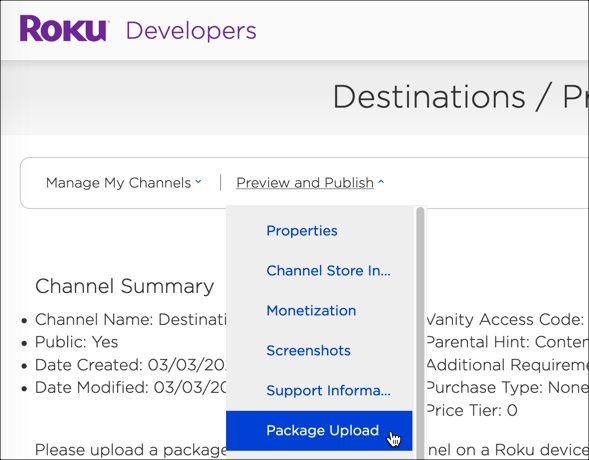 Roku Developers
Destinations / Pr
Manage My Channels | Preview and Publish
Properties
Channel Store In...
Monetization
Screenshots
Support Informa...
Package Upload
Channel Summary
• Channel Name: Destinati
• Public: Yes
• Date Created: 03/03/20
• Date Modified: 03/03/20
Vanity Access Code:
Parental Hint: Conten
Additional Requireme
Purchase Type: None
Price Tier: 0
Please upload a package
nel on a Roku device